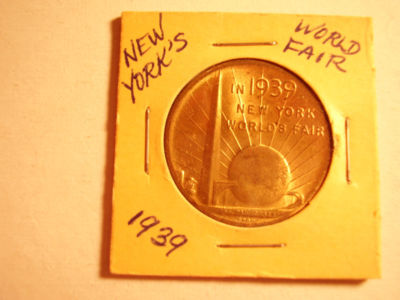 NEW
YORK'S
WORLD
FAIR
IN 1939
NEW YORK
WORLD'S FAIR
1939